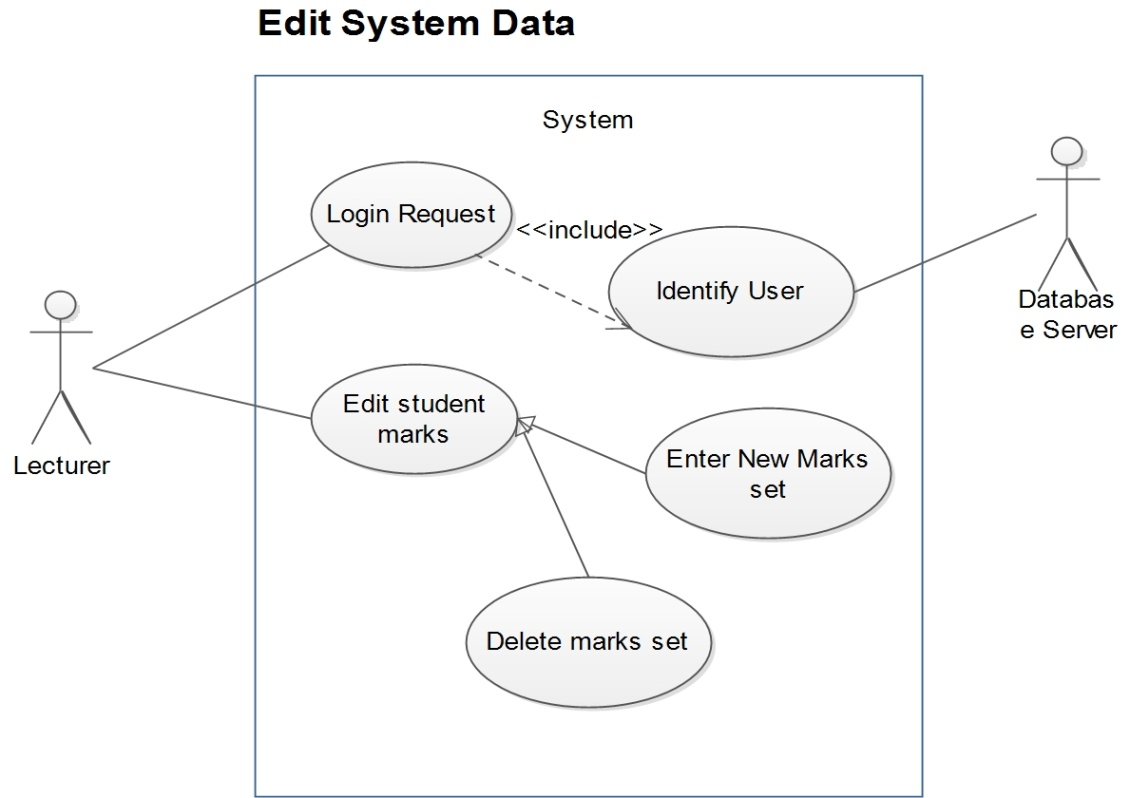 Edit System Data
System
Login Request
<<include>>
Identify User
Databas
e Server
Edit student
marks
Lecturer
Enter New Marks
set
Delete marks set